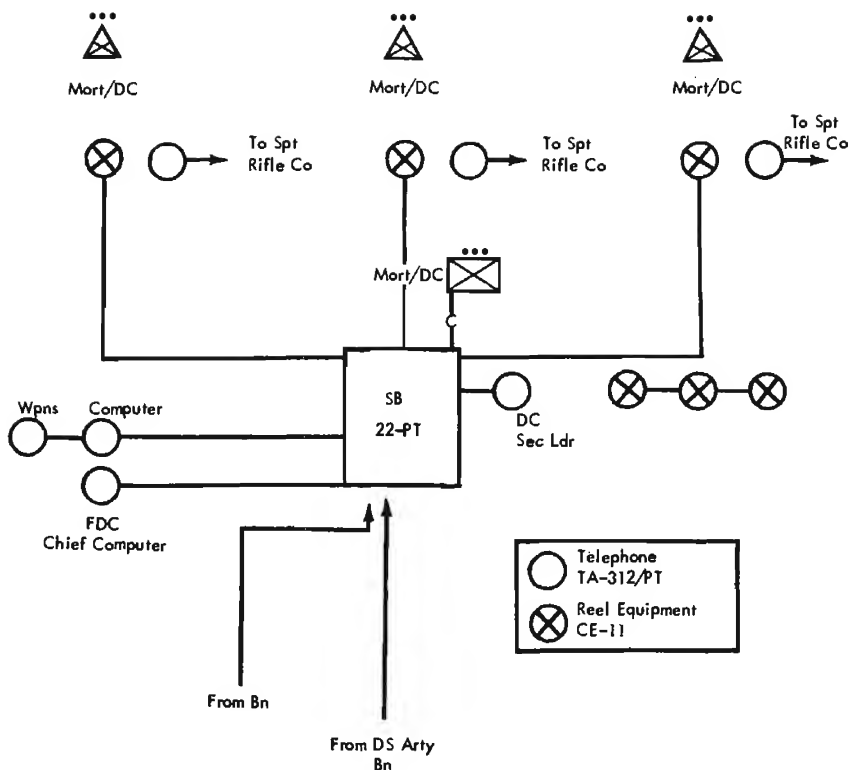 Mort/DC
Mort/DC
Mort/DC
To Spt
Rifle Co
To Spt
Rifle Co
To Spt
Rifle Co
Mort/DC
C
SB
22-PT
Wpns
Computer
DC
Sec Ldr
FDC
Chief Computer
Telephone
TA-312/PT
Reel Equipment
CE-11
From Bn
From DS Arty
Bn